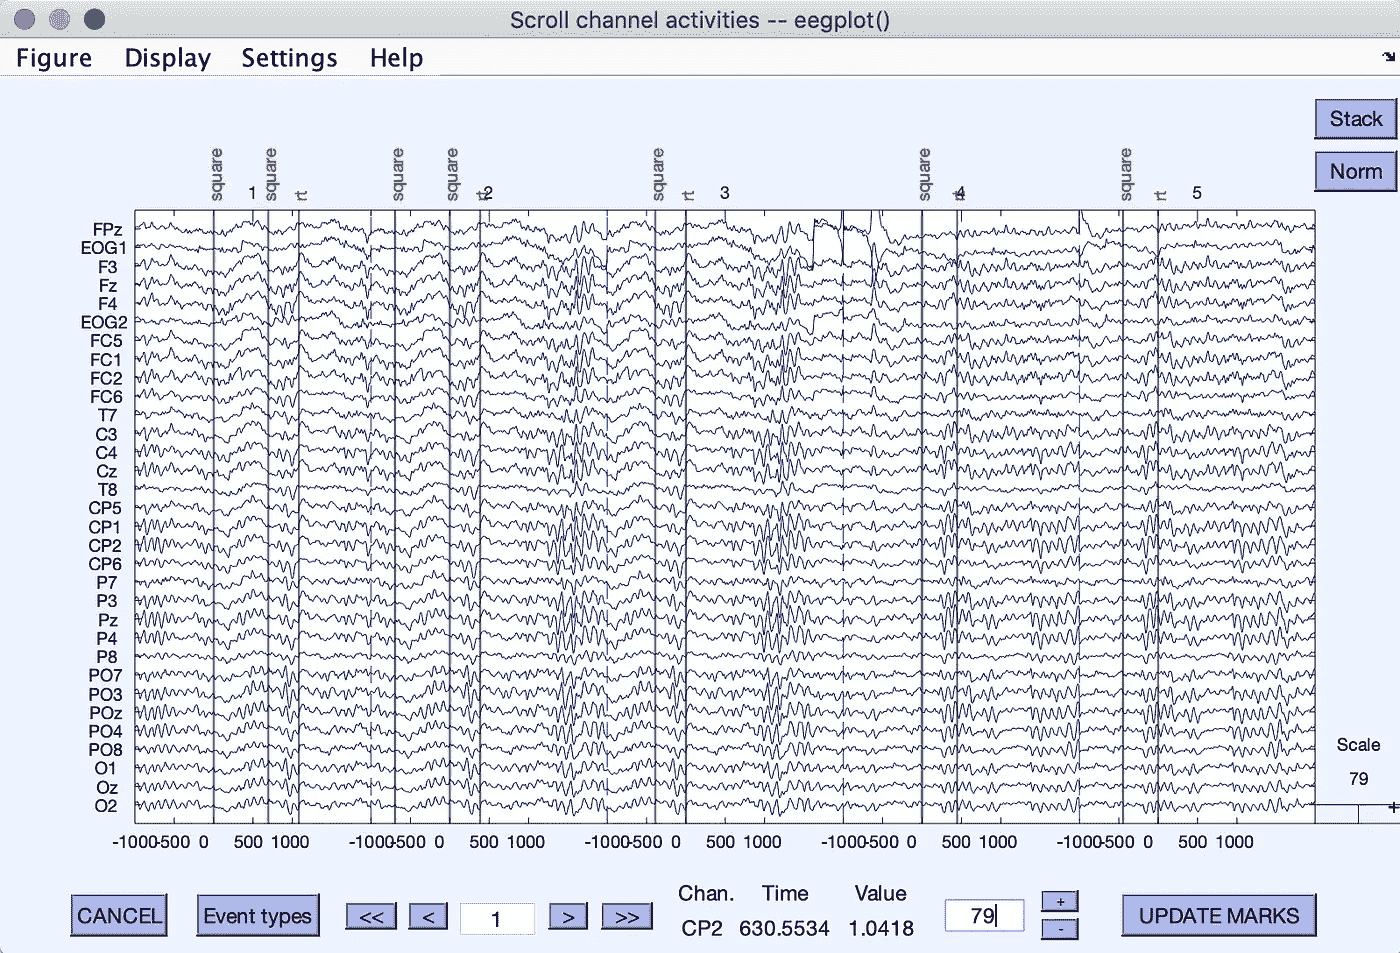 Scroll channel activities -- eegplot()
Figure Display Settings Help
Stack
Norm
square square rt square square rt square rt square rt square rt
1 2 3 4 5
FPz
EOG1
F3
Fz
F4
EOG2
FC5
FC1
FC2
FC6
T7
C3
C4
Cz
T8
CP5
CP1
CP2
CP6
P7
P3
Pz
P4
P8
PO7
PO3
POz
PO4
PO8
O1
Oz
O2
Scale
79
+
-1000 -500 0 500 1000 -1000 -500 0 500 1000 -1000 -500 0 500 1000 -1000 -500 0 500 1000 -1000 -500 0 500 1000
Chan. Time Value
CANCEL Event types << < 1 > >> CP2 630.5534 1.0418 79 + - UPDATE MARKS